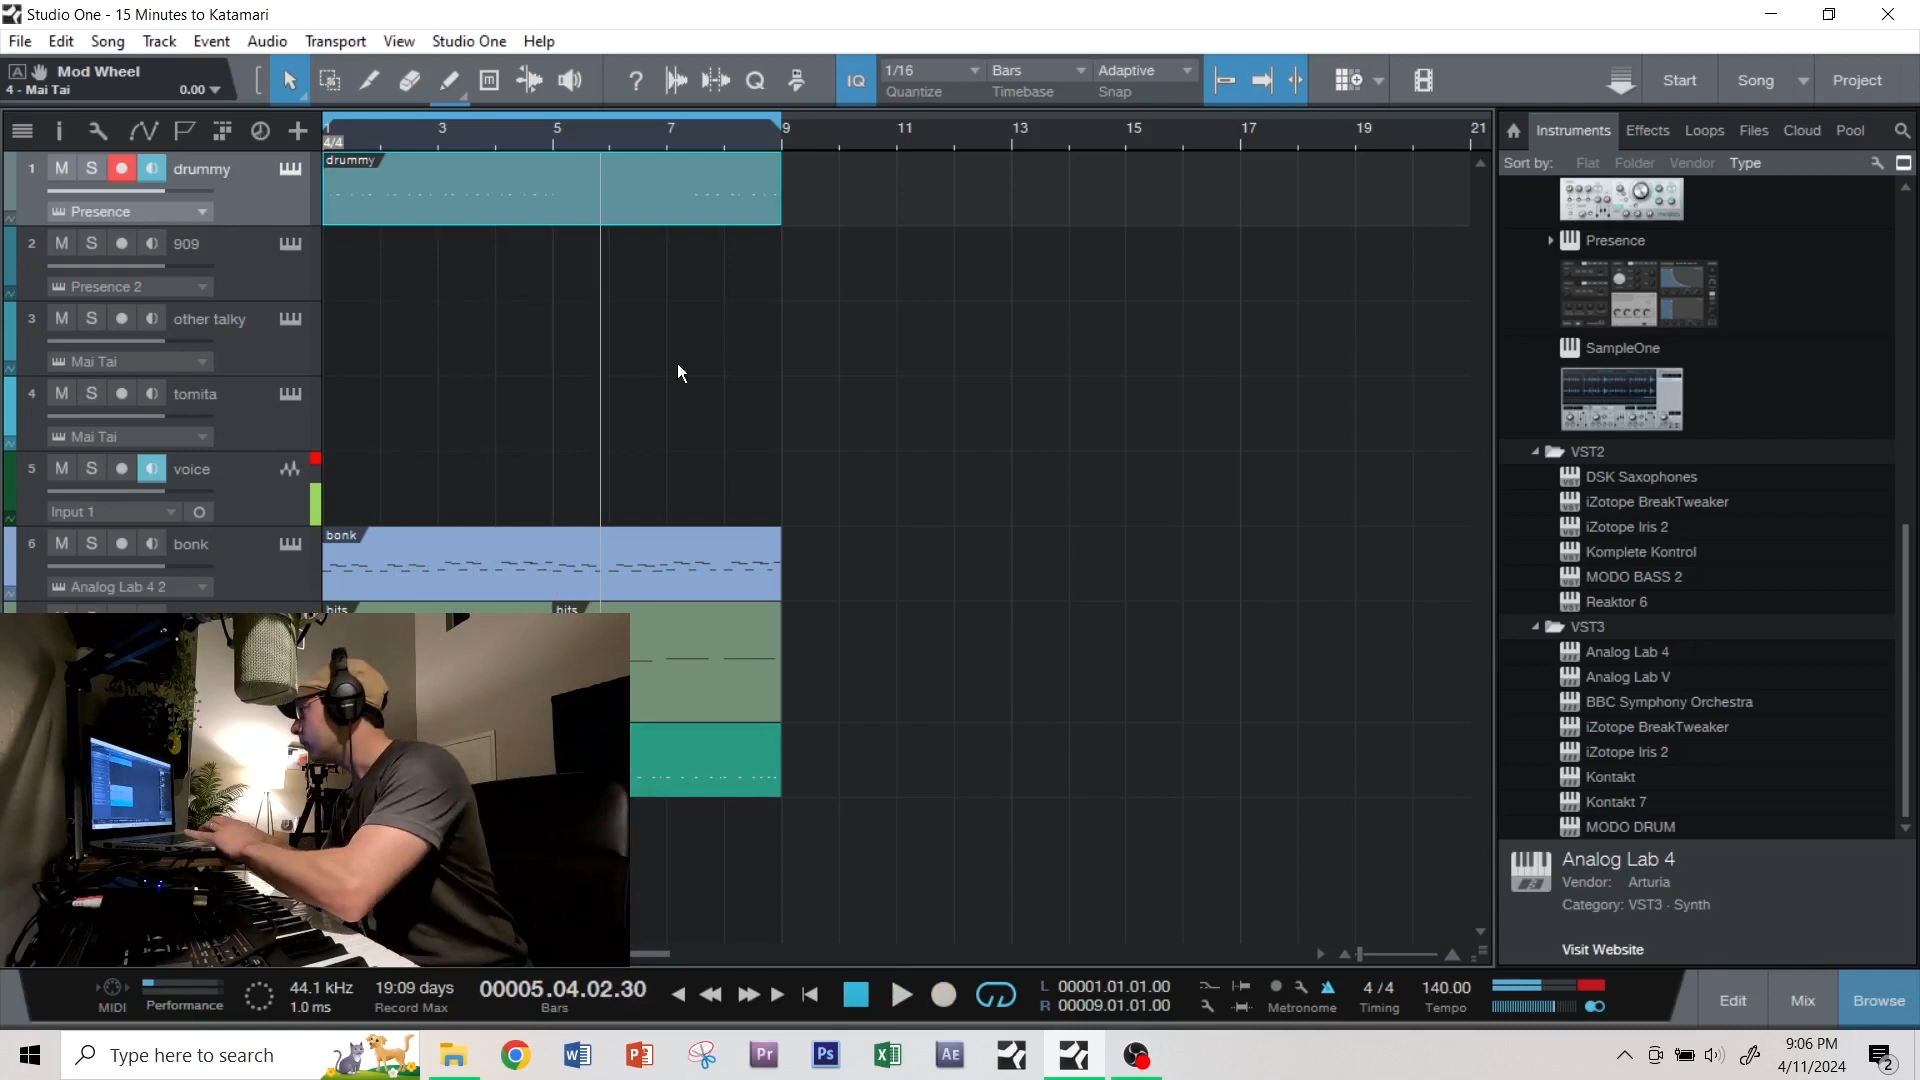 Studio One - 15 Minutes to Katamari
File Edit Song Track Event Audio Transport View Studio One Help
A Mod Wheel
4 - Mai Tai 0.00
IQ 1/16 Bars Adaptive
Quantize Timebase Snap
Start Song Project
1 3 5 7 9 11 13 15 17 19 21
4/4
Instruments Effects Loops Files Cloud Pool
Sort by: Flat Folder Vendor Type
1 M S drummy
Presence
drummy
2 M S 909
Presence 2
3 M S other talky
Mai Tai
4 M S tomita
Mai Tai
5 M S voice
Input 1
6 M S bonk
Analog Lab 4 2
bonk
hits hits
Presence
SampleOne
VST2
DSK Saxophones
iZotope BreakTweaker
iZotope Iris 2
Komplete Kontrol
MODO BASS 2
Reaktor 6
VST3
Analog Lab 4
Analog Lab V
BBC Symphony Orchestra
iZotope BreakTweaker
iZotope Iris 2
Kontakt
Kontakt 7
MODO DRUM
Analog Lab 4
Vendor: Arturia
Category: VST3 - Synth
Visit Website
MIDI Performance
44.1 kHz
1.0 ms
19:09 days
Record Max
00005.04.02.30
Bars
L 00001.01.01.00
R 00009.01.01.00
Metronome
4 / 4
Timing
140.00
Tempo
Edit Mix Browse
Type here to search
Pr Ps AE
9:06 PM
4/11/2024
2